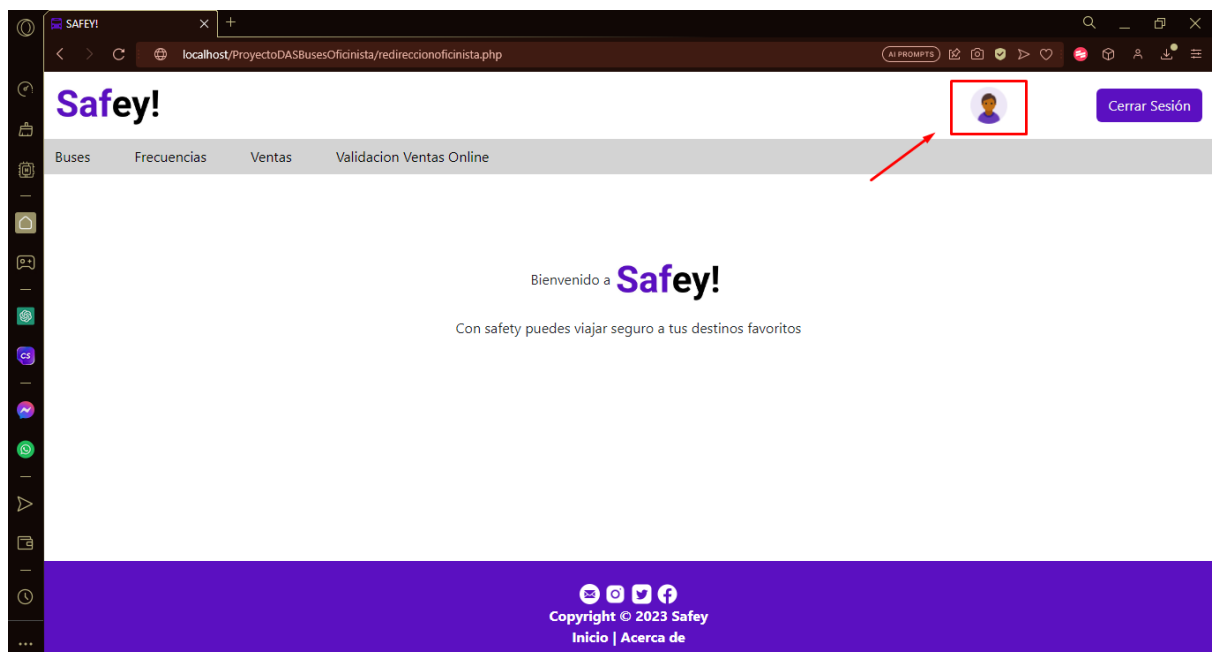 SAFEY!
localhost/ProyectoDASBusesOficinista/redireccionoficinista.php
AI PROMPTS
Safey!
Cerrar Sesión
Buses Frecuencias Ventas Validacion Ventas Online
Bienvenido a Safey!
Con safety puedes viajar seguro a tus destinos favoritos
CS
Copyright © 2023 Safey
Inicio | Acerca de